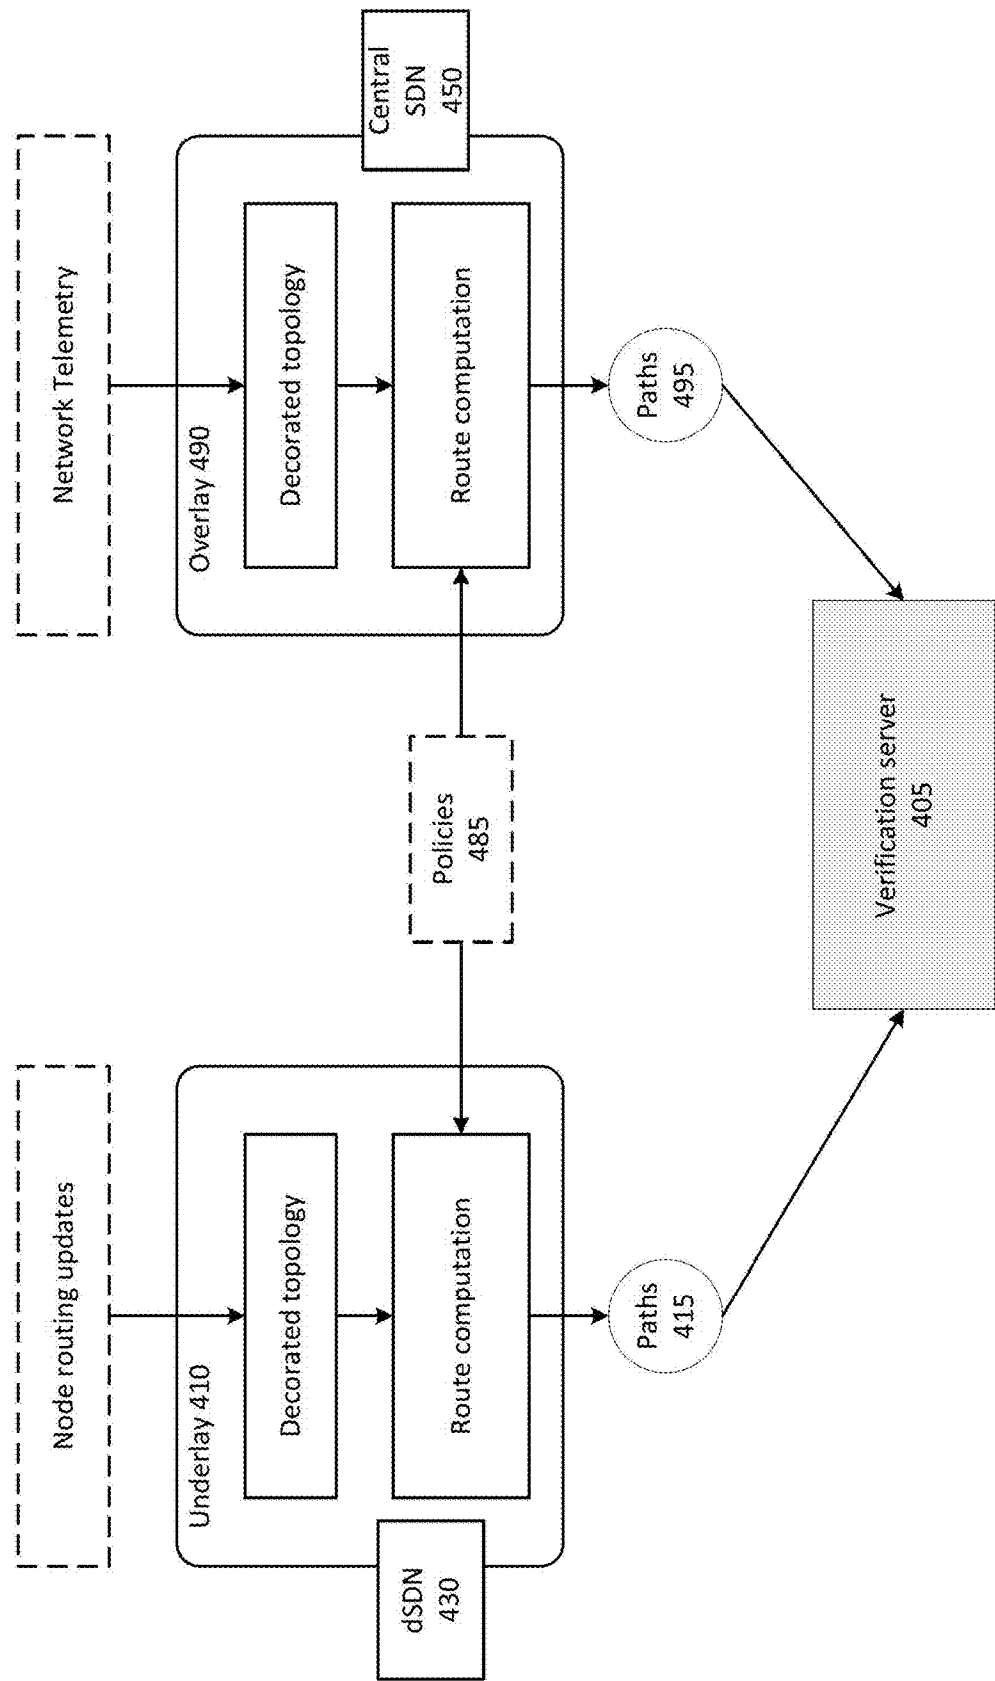 Node routing updates
Network Telemetry
Underlay 410
Overlay 490
Decorated topology
Decorated topology
dSDN
430
Route computation
Policies
485
Route computation
Central
SDN
450
Paths
415
Paths
495
Verification server
405